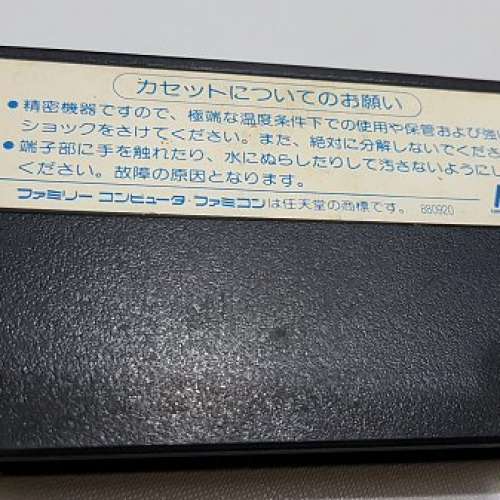 カセットについてのお願い
●精密機器ですので、極端な温度条件下での使用や保管および強い
ショックをさけてください。また、絶対に分解しないでくださ
●端子部に手を触れたり、水にぬらしたりして汚さないようにし
ください。故障の原因となります。
ファミリー コンピュータ・ファミコンは任天堂の商標です。 880920